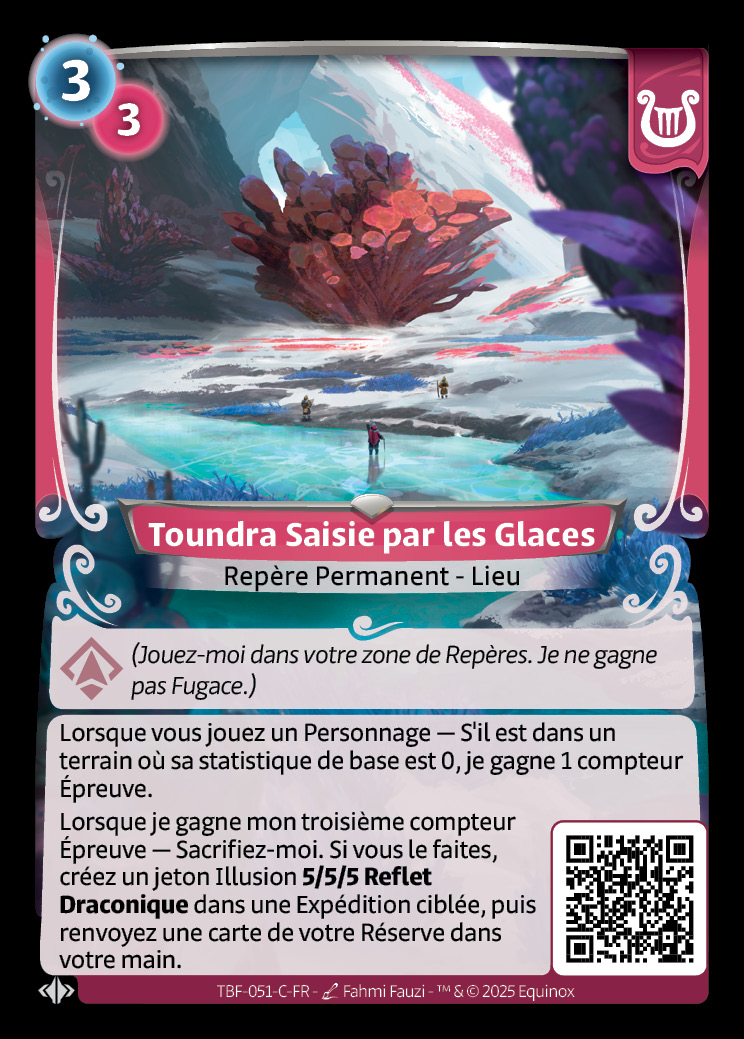 3
3
Toundra Saisie par les Glaces
Repère Permanent - Lieu
(Jouez-moi dans votre zone de Repères. Je ne gagne
pas Fugace.)
Lorsque vous jouez un Personnage — S'il est dans un
terrain où sa statistique de base est 0, je gagne 1 compteur
Épreuve.
Lorsque je gagne mon troisième compteur
Épreuve — Sacrifiez-moi. Si vous le faites,
créez un jeton Illusion 5/5/5 Reflet
Draconique dans une Expédition ciblée, puis
renvoyez une carte de votre Réserve dans
votre main.
TBF-051-C-FR - Fahmi Fauzi - ™ & © 2025 Equinox